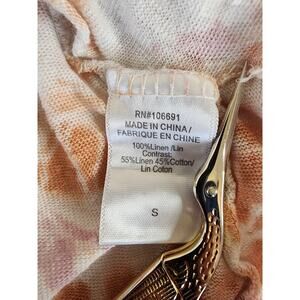 RN#106691
MADE IN CHINA/
FABRIQUE EN CHINE
100%Linen /Lin
Contrast:
55%Linen 45%Cotton/
Lin Coton
S